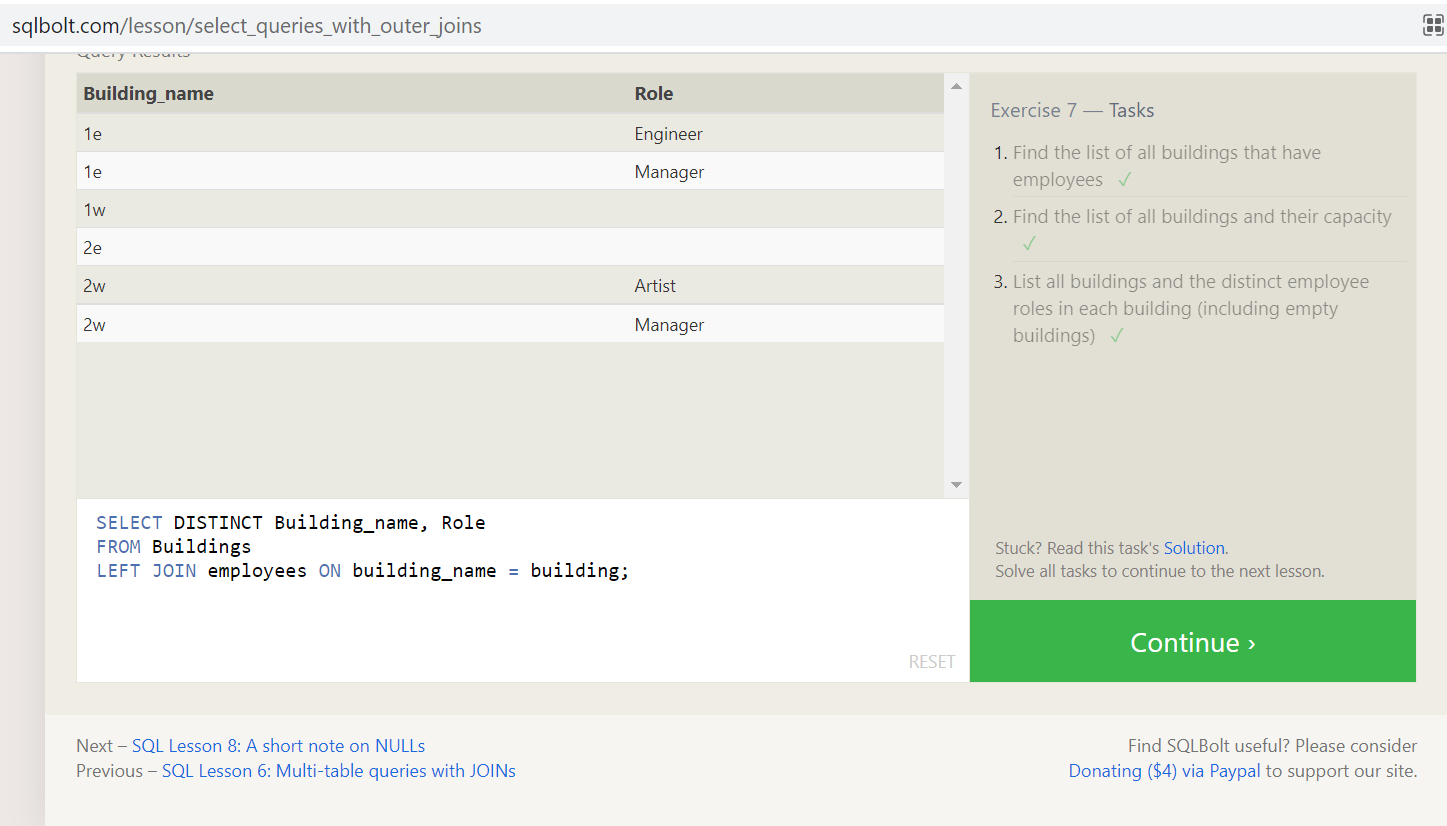 sqlbolt.com/lesson/select_queries_with_outer_joins
Query Results
Building_name Role
1e Engineer
1e Manager
1w
2e
2w Artist
2w Manager
SELECT DISTINCT Building_name, Role
FROM Buildings
LEFT JOIN employees ON building_name = building;
RESET
Exercise 7 — Tasks
1. Find the list of all buildings that have
employees ✓
2. Find the list of all buildings and their capacity
✓
3. List all buildings and the distinct employee
roles in each building (including empty
buildings) ✓
Stuck? Read this task's Solution.
Solve all tasks to continue to the next lesson.
Continue ›
Next – SQL Lesson 8: A short note on NULLs
Previous – SQL Lesson 6: Multi-table queries with JOINs
Find SQLBolt useful? Please consider
Donating ($4) via Paypal to support our site.